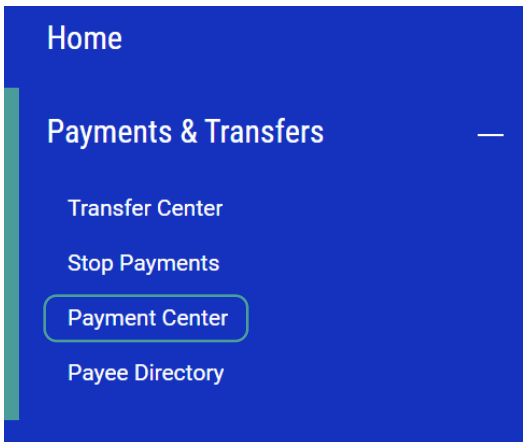 Home
Payments & Transfers
Transfer Center
Stop Payments
Payment Center
Payee Directory